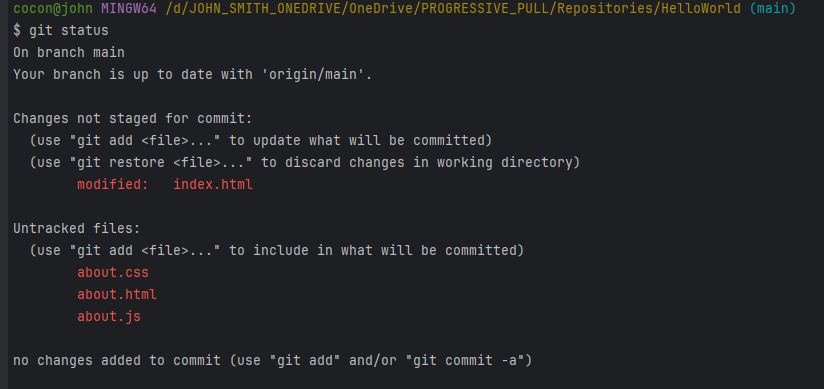 cocon@john MINGW64 /d/JOHN_SMITH_ONEDRIVE/OneDrive/PROGRESSIVE_PULL/Repositories/HelloWorld (main)
$ git status
On branch main
Your branch is up to date with 'origin/main'.

Changes not staged for commit:
  (use "git add <file>..." to update what will be committed)
  (use "git restore <file>..." to discard changes in working directory)
        modified:   index.html

Untracked files:
  (use "git add <file>..." to include in what will be committed)
        about.css
        about.html
        about.js

no changes added to commit (use "git add" and/or "git commit -a")